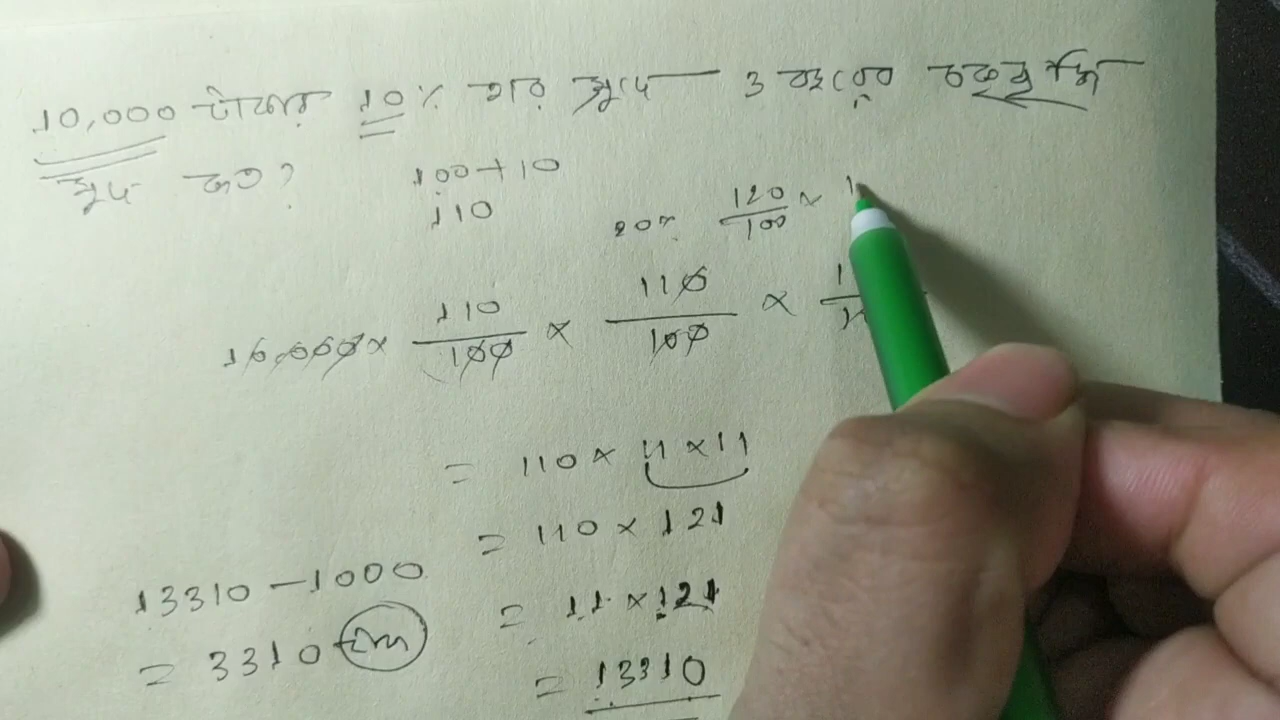 10,000 টাকার 10% হারে 3 বছরের চক্রবৃদ্ধি
সুদ কত ?
100+10
110
20% 120/100 × 1
10,000 × 110/100 × 110/100 ×
= 110 × 11 × 11
= 110 × 121
= 11 × 121
= 13310
13310 - 1000
= 3310